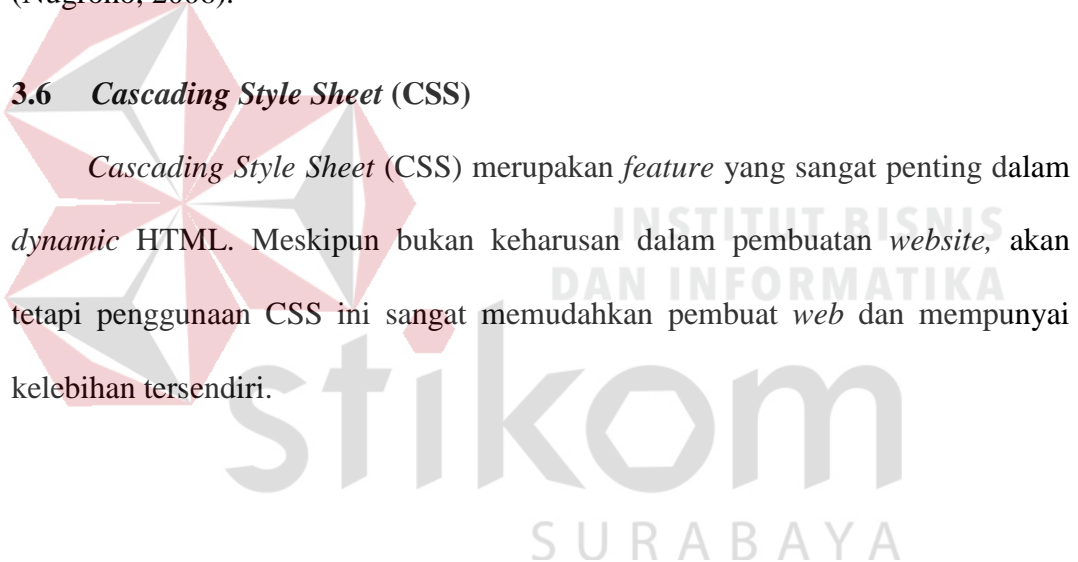 (Nugroho, 2008).
3.6 Cascading Style Sheet (CSS)
Cascading Style Sheet (CSS) merupakan feature yang sangat penting dalam
dynamic HTML. Meskipun bukan keharusan dalam pembuatan website, akan
tetapi penggunaan CSS ini sangat memudahkan pembuat web dan mempunyai
kelebihan tersendiri.
INSTITUT BISNIS
DAN INFORMATIKA
stikom
SURABAYA